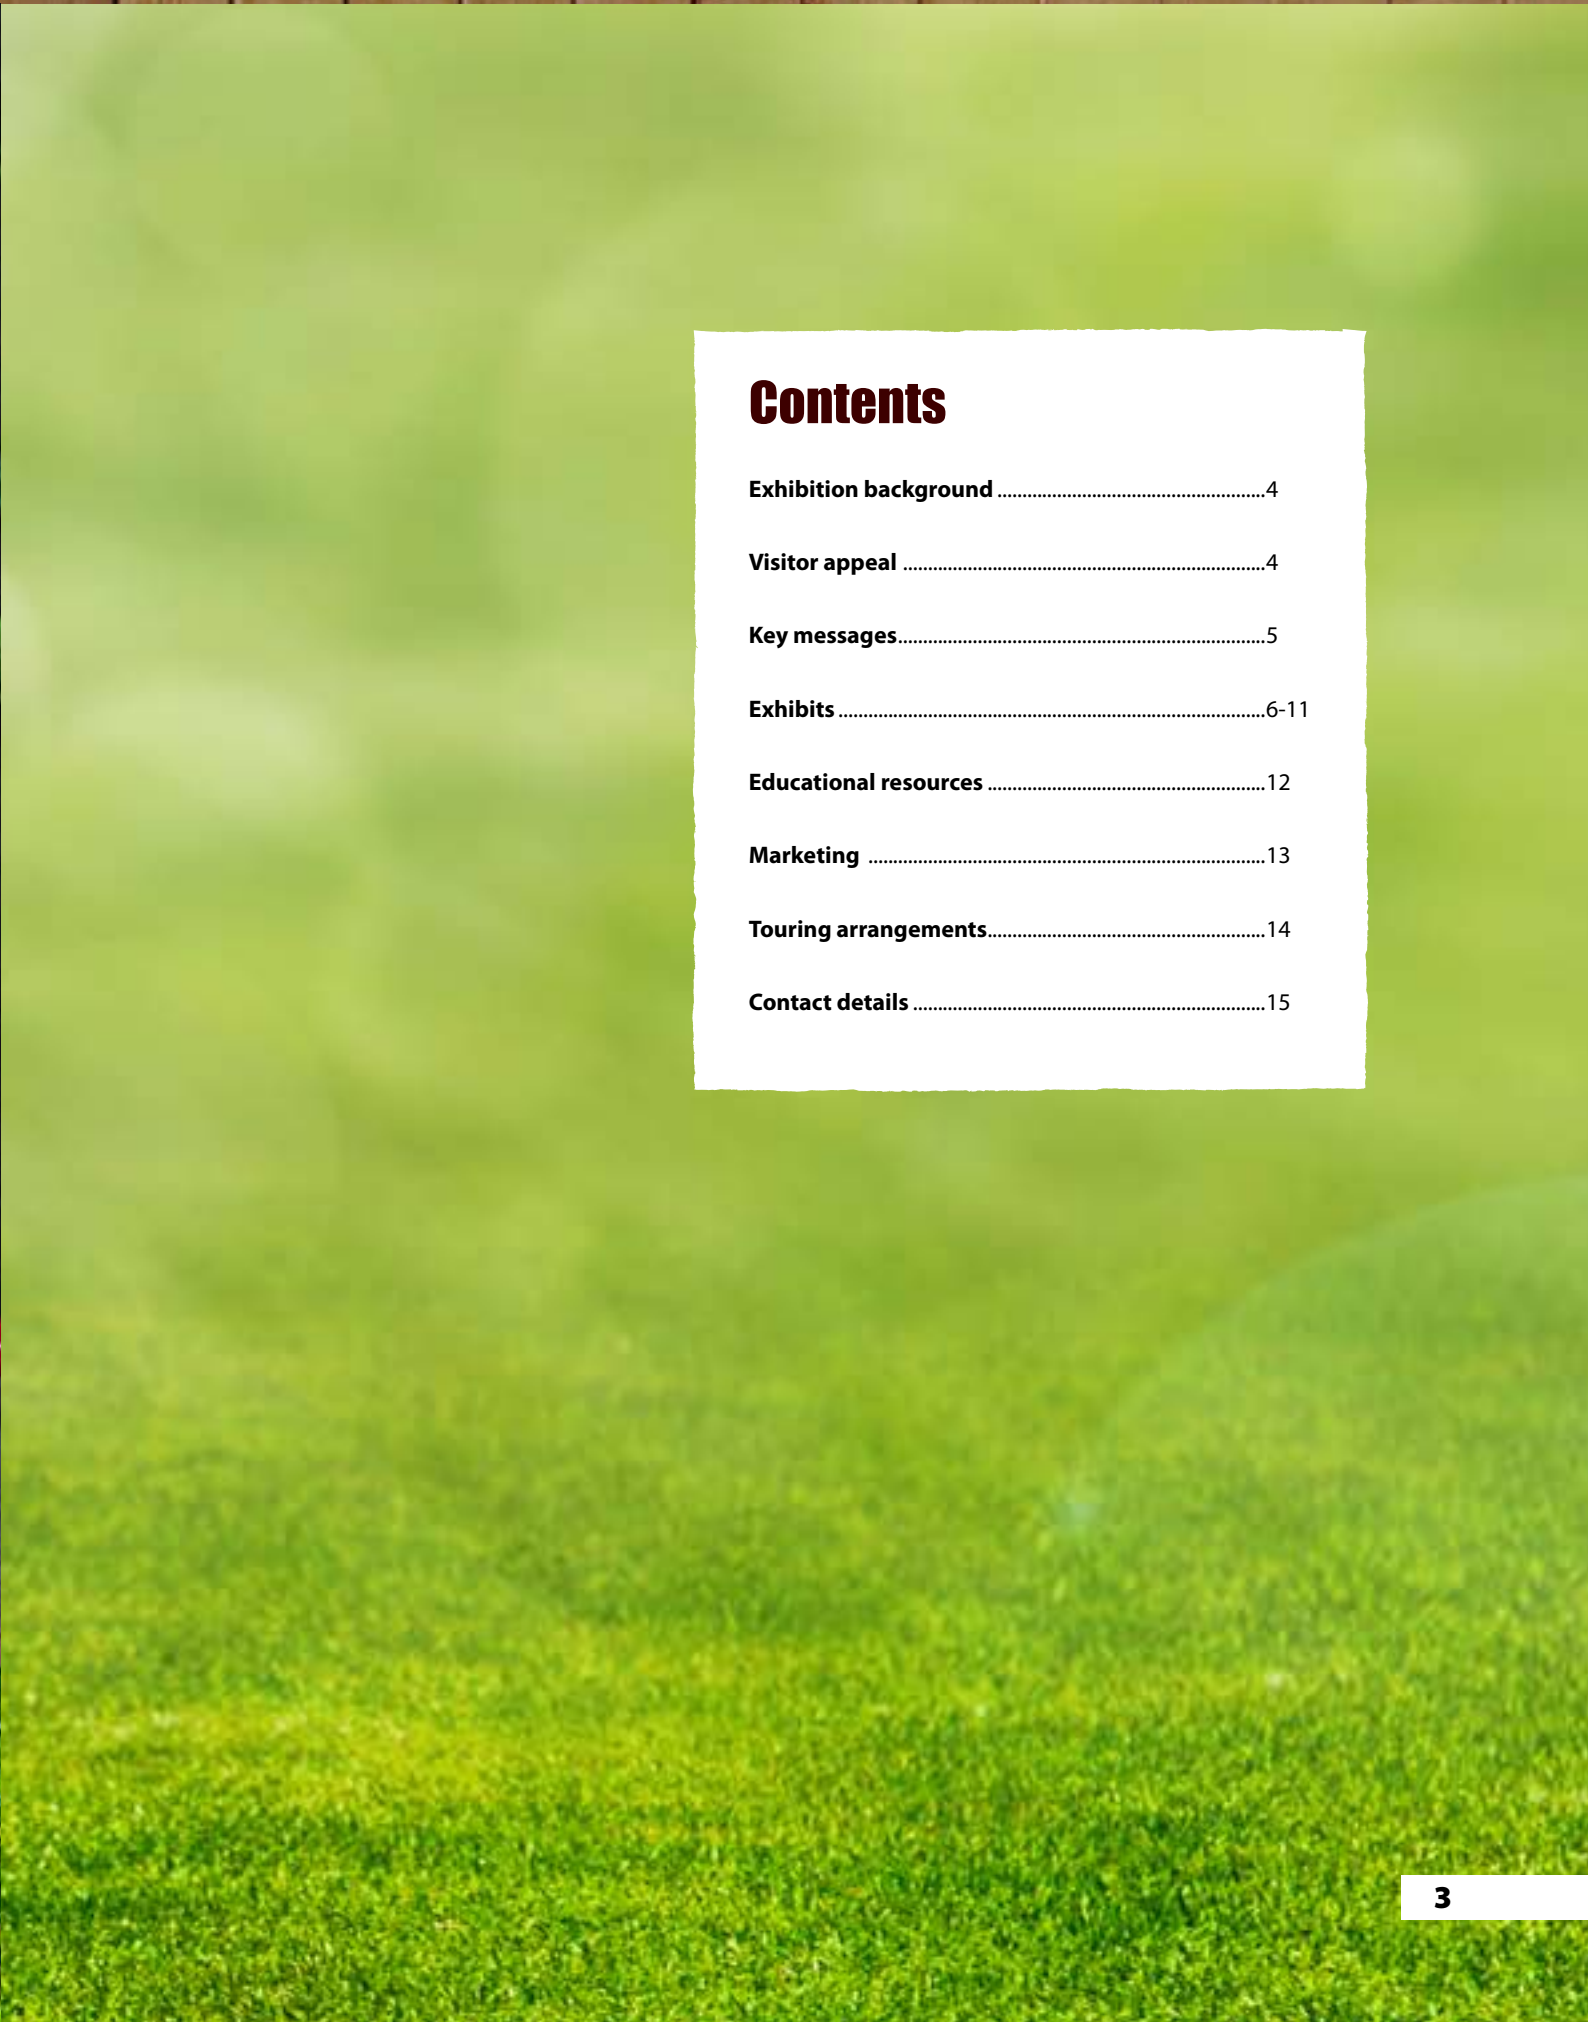 Contents
Exhibition background.....................................................4
Visitor appeal ........................................................................4
Key messages.........................................................................5
Exhibits.....................................................................................6-11
Educational resources .......................................................12
Marketing ...............................................................................13
Touring arrangements.......................................................14
Contact details ......................................................................15
3